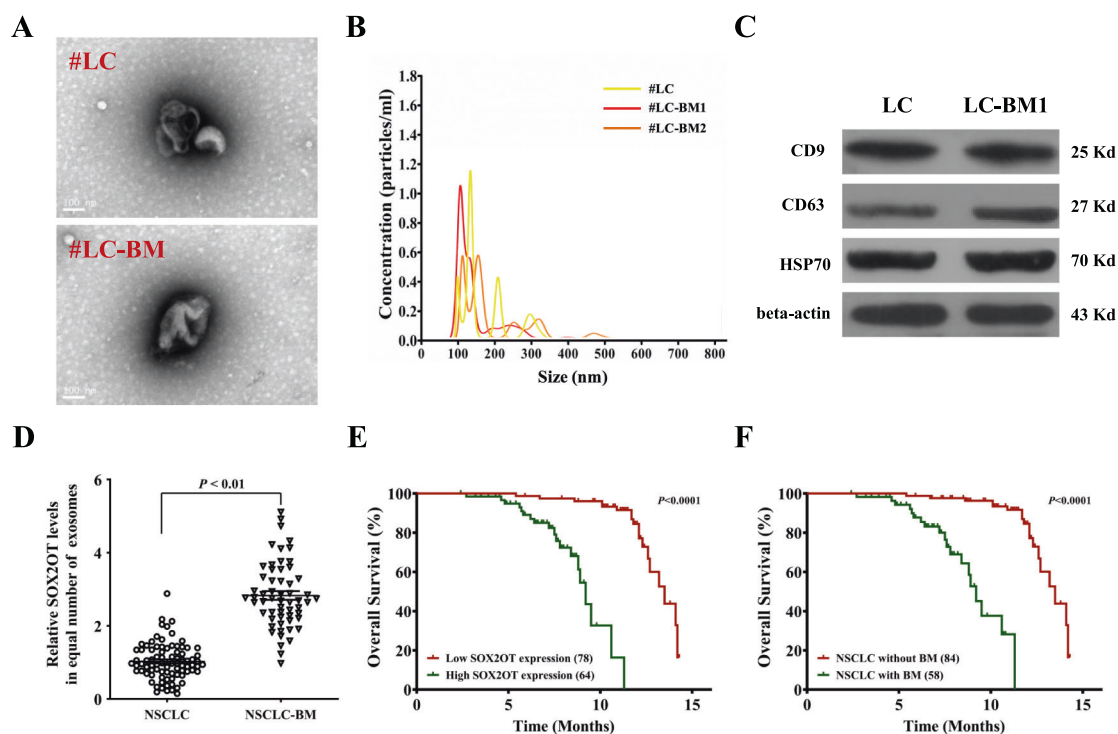 A
#LC
100 nm
#LC-BM
100 nm
B
Concentration (particles/ml)
1.8
1.6
1.4
1.2
1.0
0.8
0.6
0.4
0.2
0.0
0 100 200 300 400 500 600 700 800
Size (nm)
#LC
#LC-BM1
#LC-BM2
C
LC LC-BM1
CD9 25 Kd
CD63 27 Kd
HSP70 70 Kd
beta-actin 43 Kd
D
Relative SOX2OT levels
in equal number of exosomes
6
4
2
0
P < 0.01
NSCLC NSCLC-BM
E
Overall Survival (%)
100
80
60
40
20
0
P<0.0001
Low SOX2OT expression (78)
High SOX2OT expression (64)
0 5 10 15
Time (Months)
F
Overall Survival (%)
100
80
60
40
20
0
P<0.0001
NSCLC without BM (84)
NSCLC with BM (58)
0 5 10 15
Time (Months)